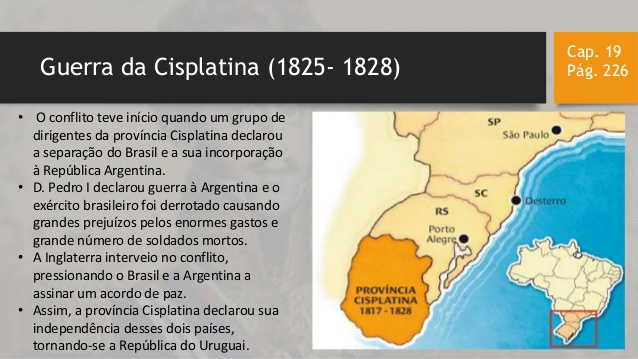 Guerra da Cisplatina (1825- 1828)
Cap. 19
Pág. 226
• O conflito teve início quando um grupo de
dirigentes da província Cisplatina declarou
a separação do Brasil e a sua incorporação
à República Argentina.
• D. Pedro I declarou guerra à Argentina e o
exército brasileiro foi derrotado causando
grandes prejuízos pelos enormes gastos e
grande número de soldados mortos.
• A Inglaterra interveio no conflito,
pressionando o Brasil e a Argentina a
assinar um acordo de paz.
• Assim, a província Cisplatina declarou sua
independência desses dois países,
tornando-se a República do Uruguai.
SP
São Paulo
SC
Desterro
RS
Porto
Alegre
PROVÍNCIA
CISPLATINA
1817 - 1828